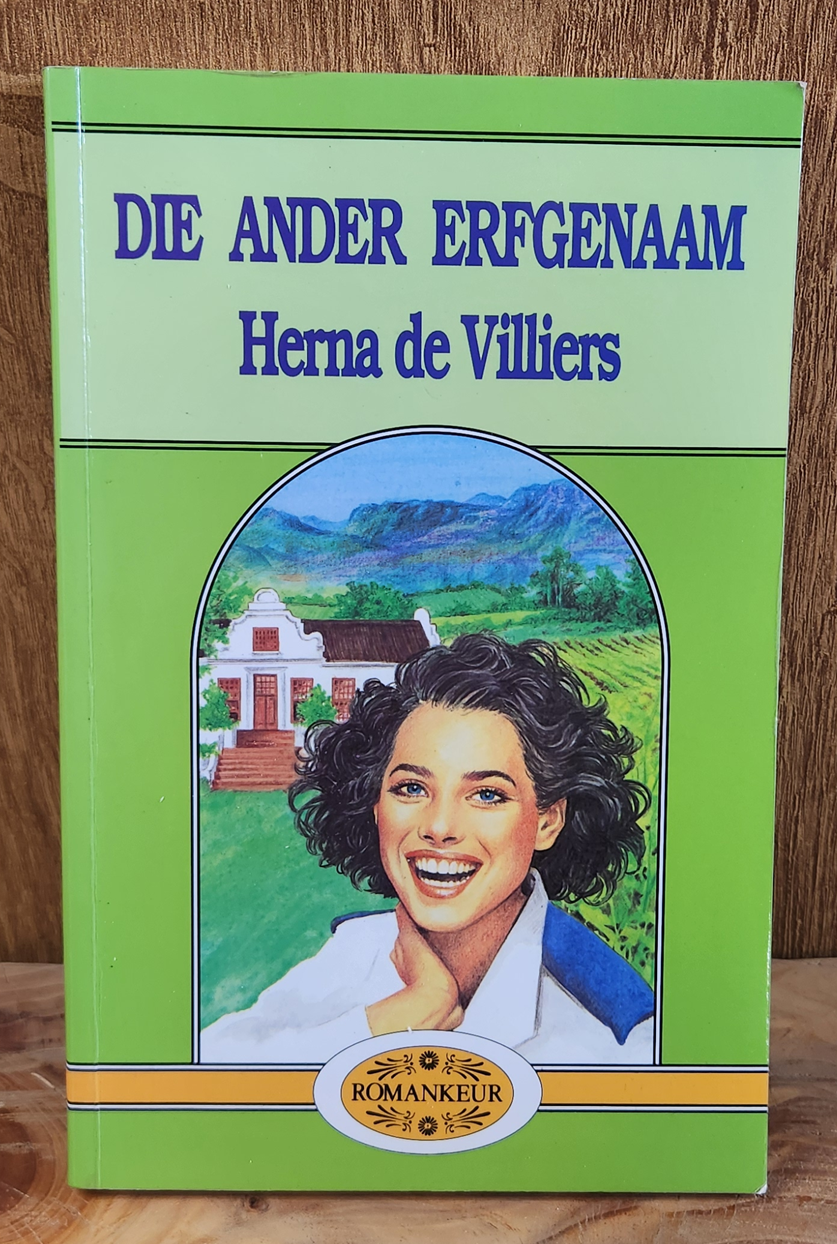 DIE ANDER ERFGENAAM
Herna de Villiers
ROMANKEUR